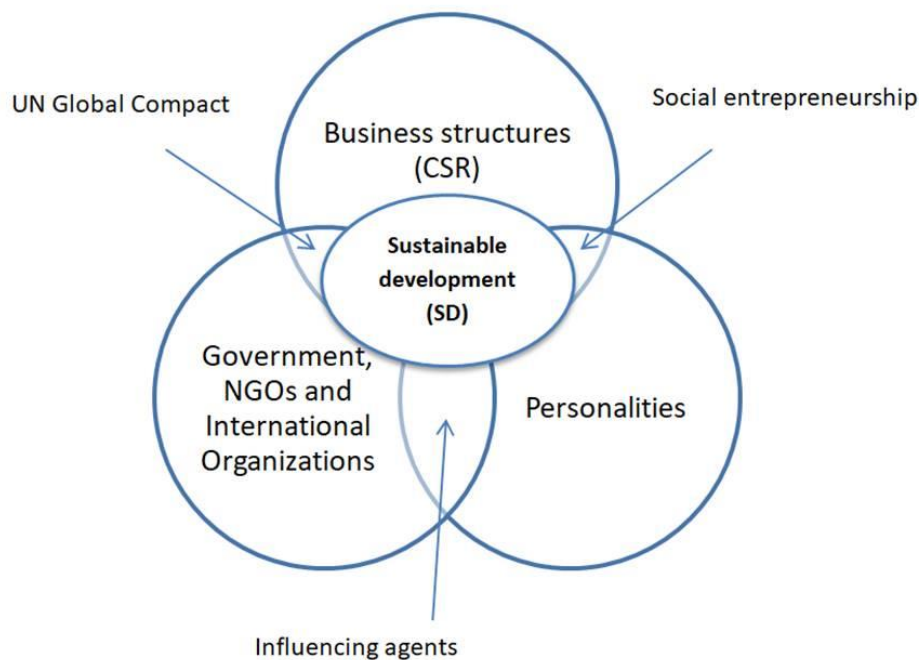 UN Global Compact
Social entrepreneurship
Business structures
(CSR)
Sustainable
development
(SD)
Government,
NGOs and
International
Organizations
Personalities
Influencing agents